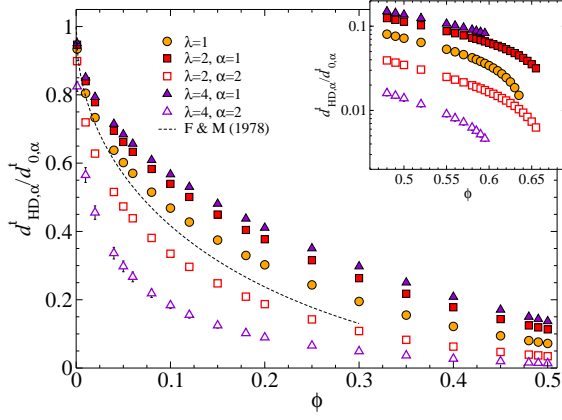 d^t_{HD,α}/d^t_{0,α}
1
0.8
0.6
0.4
0.2
0
0
0.1
0.2
0.3
0.4
0.5
ϕ
λ=1
λ=2, α=1
λ=2, α=2
λ=4, α=1
λ=4, α=2
F & M (1978)
d^t_{HD,α}/d^t_{0,α}
0.1
0.01
0.5
0.55
0.6
0.65
ϕ